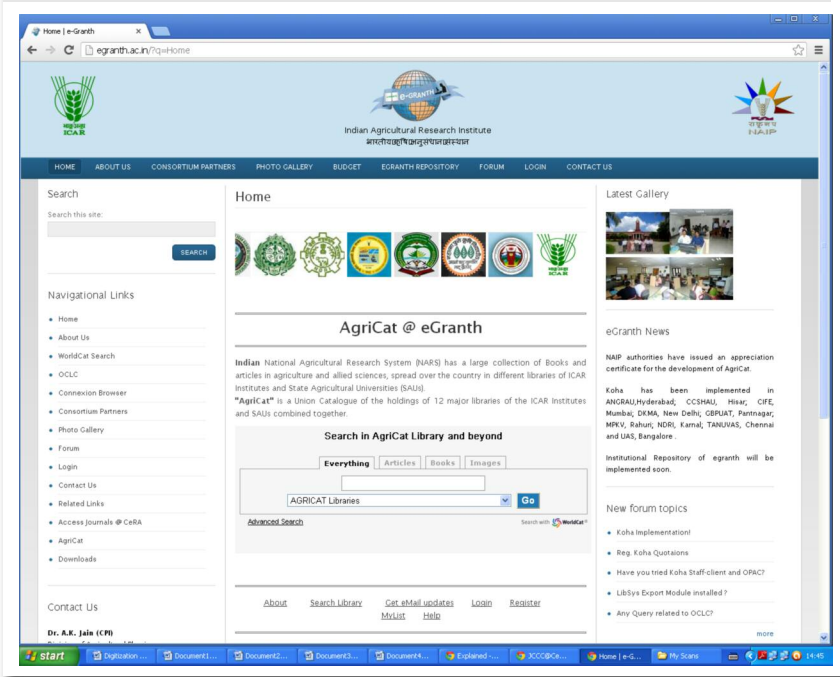 Home | e-Granth
egranth.ac.in/?q=Home
ICAR
e-GRANTH
Indian Agricultural Research Institute
NAIP
HOME ABOUT US CONSORTIUM PARTNERS PHOTO GALLERY BUDGET EGRANTH REPOSITORY FORUM LOGIN CONTACT US
Search
Search this site:
SEARCH
Navigational Links
Home
About Us
WorldCat Search
OCLC
Connexion Browser
Consortium Partners
Photo Gallery
Forum
Login
Contact Us
Related Links
Access Journals @ CeRA
AgriCat
Downloads
Contact Us
Dr. A.K. Jain (CPI)
Home
ICAR
AgriCat @ eGranth
Indian National Agricultural Research System (NARS) has a large collection of Books and
articles in agriculture and allied sciences, spread over the country in different libraries of ICAR
Institutes and State Agricultural Universities (SAUs).
"AgriCat" is a Union Catalogue of the holdings of 12 major libraries of the ICAR Institutes
and SAUs combined together.
Search in AgriCat Library and beyond
Everything Articles Books Images
AGRICAT Libraries Go
Advanced Search Search with WorldCat
About Search Library Get eMail updates Login Register
MyList Help
Latest Gallery
eGranth News
NAIP authorities have issued an appreciation
certificate for the development of AgriCat.
Koha has been implemented in
ANGRAU,Hyderabad; CCSHAU, Hisar; CIFE,
Mumbai; DKMA, New Delhi; GBPUAT, Pantnagar;
MPKV, Rahuri; NDRI, Karnal; TANUVAS, Chennai
and UAS, Bangalore .
Institutional Repository of egranth will be
implemented soon.
New forum topics
Koha Implementation!
Reg. Koha Quotaions
Have you tried Koha Staff-client and OPAC?
LibSys Export Module installed ?
Any Query related to OCLC?
more
start Digitization ... Document1... Document2... Document3... Document4... Explained -... JCCC@Ce... Home | e-G... My Scans 14:45